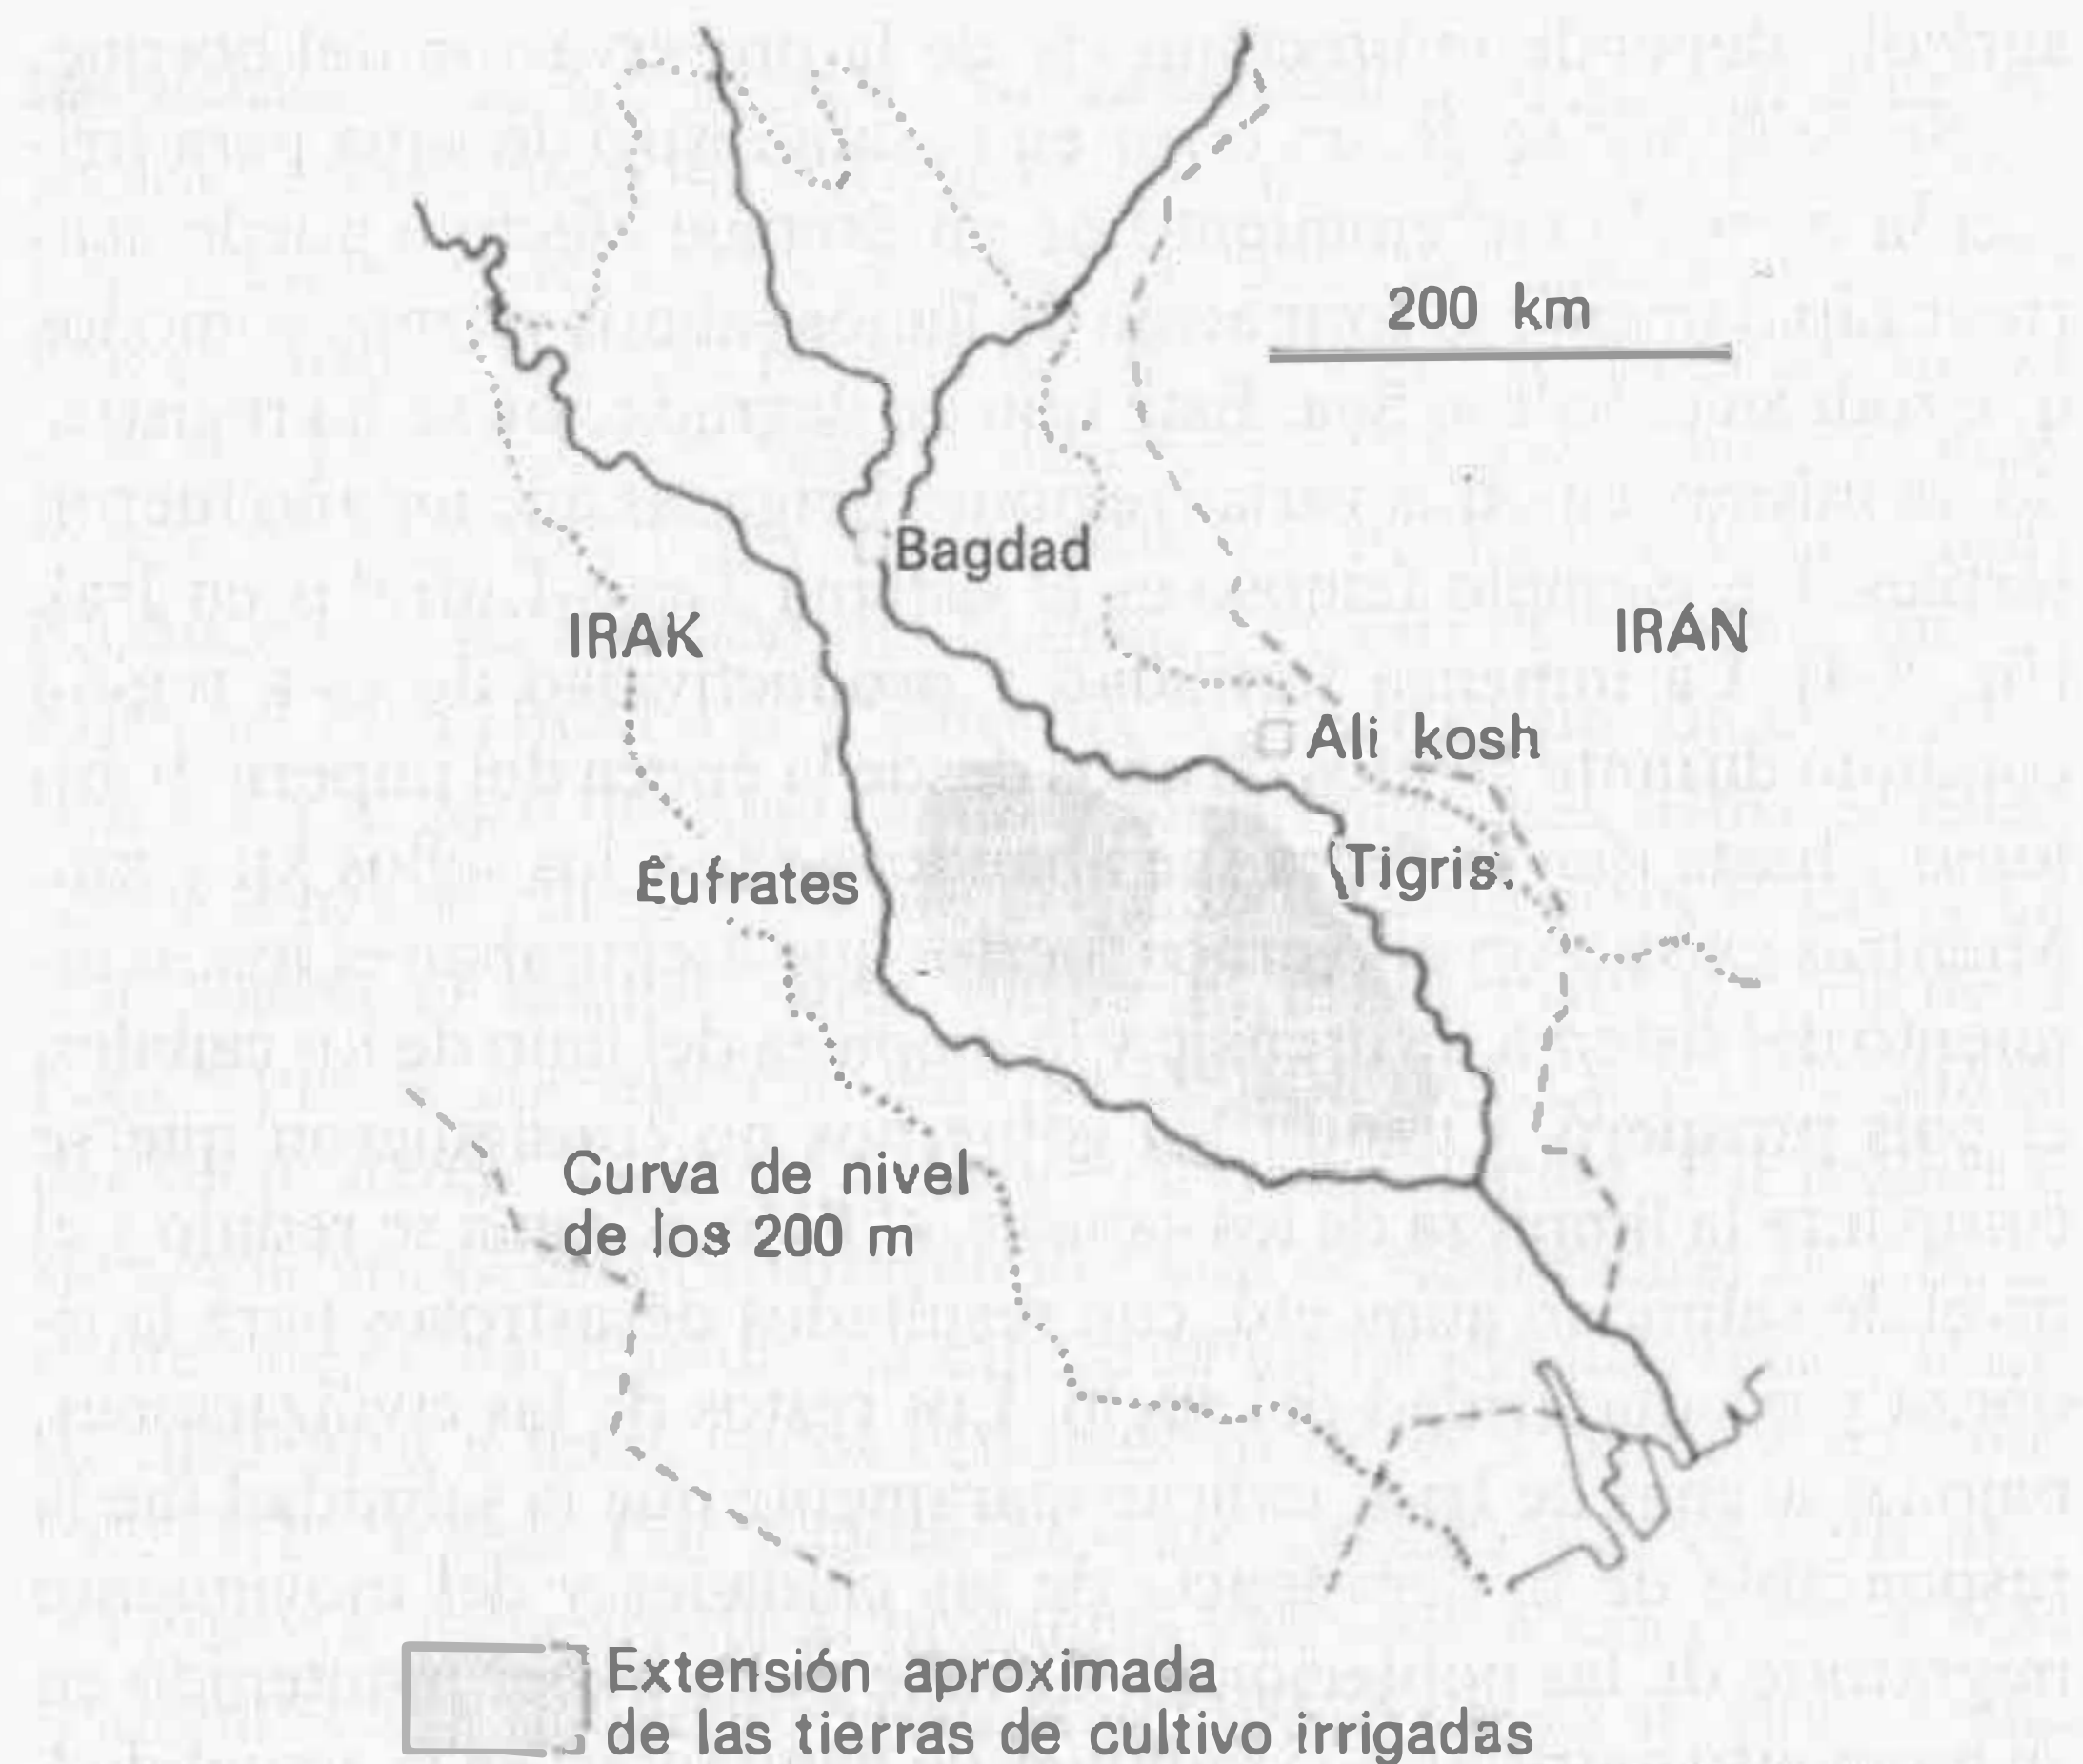 200 km
Bagdad
IRAK
IRÁN
Ali kosh
Tigris.
Éufrates
Curva de nivel
de los 200 m
Extensión aproximada
de las tierras de cultivo irrigadas